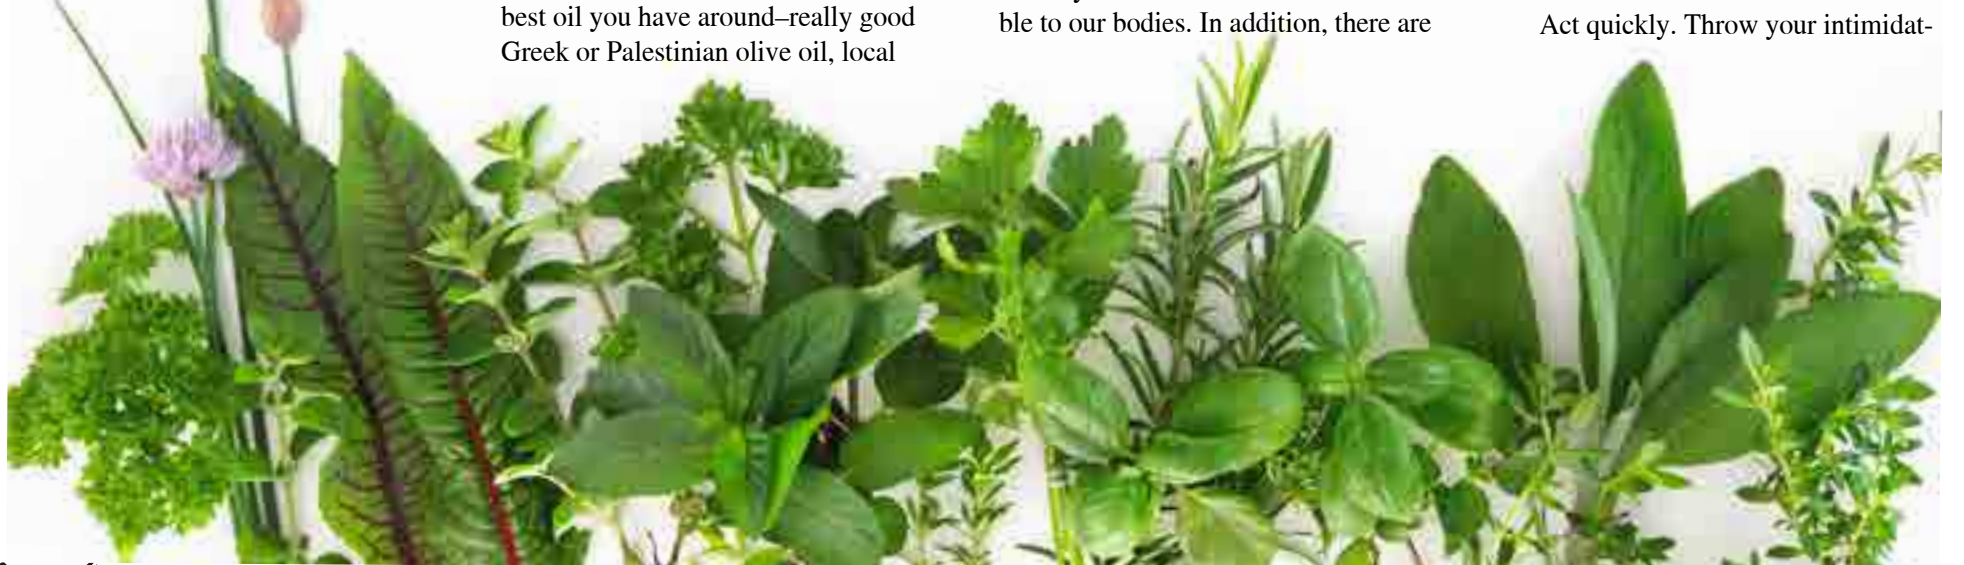 best oil you have around–really good
Greek or Palestinian olive oil, local
ble to our bodies. In addition, there are
Act quickly. Throw your intimidat-